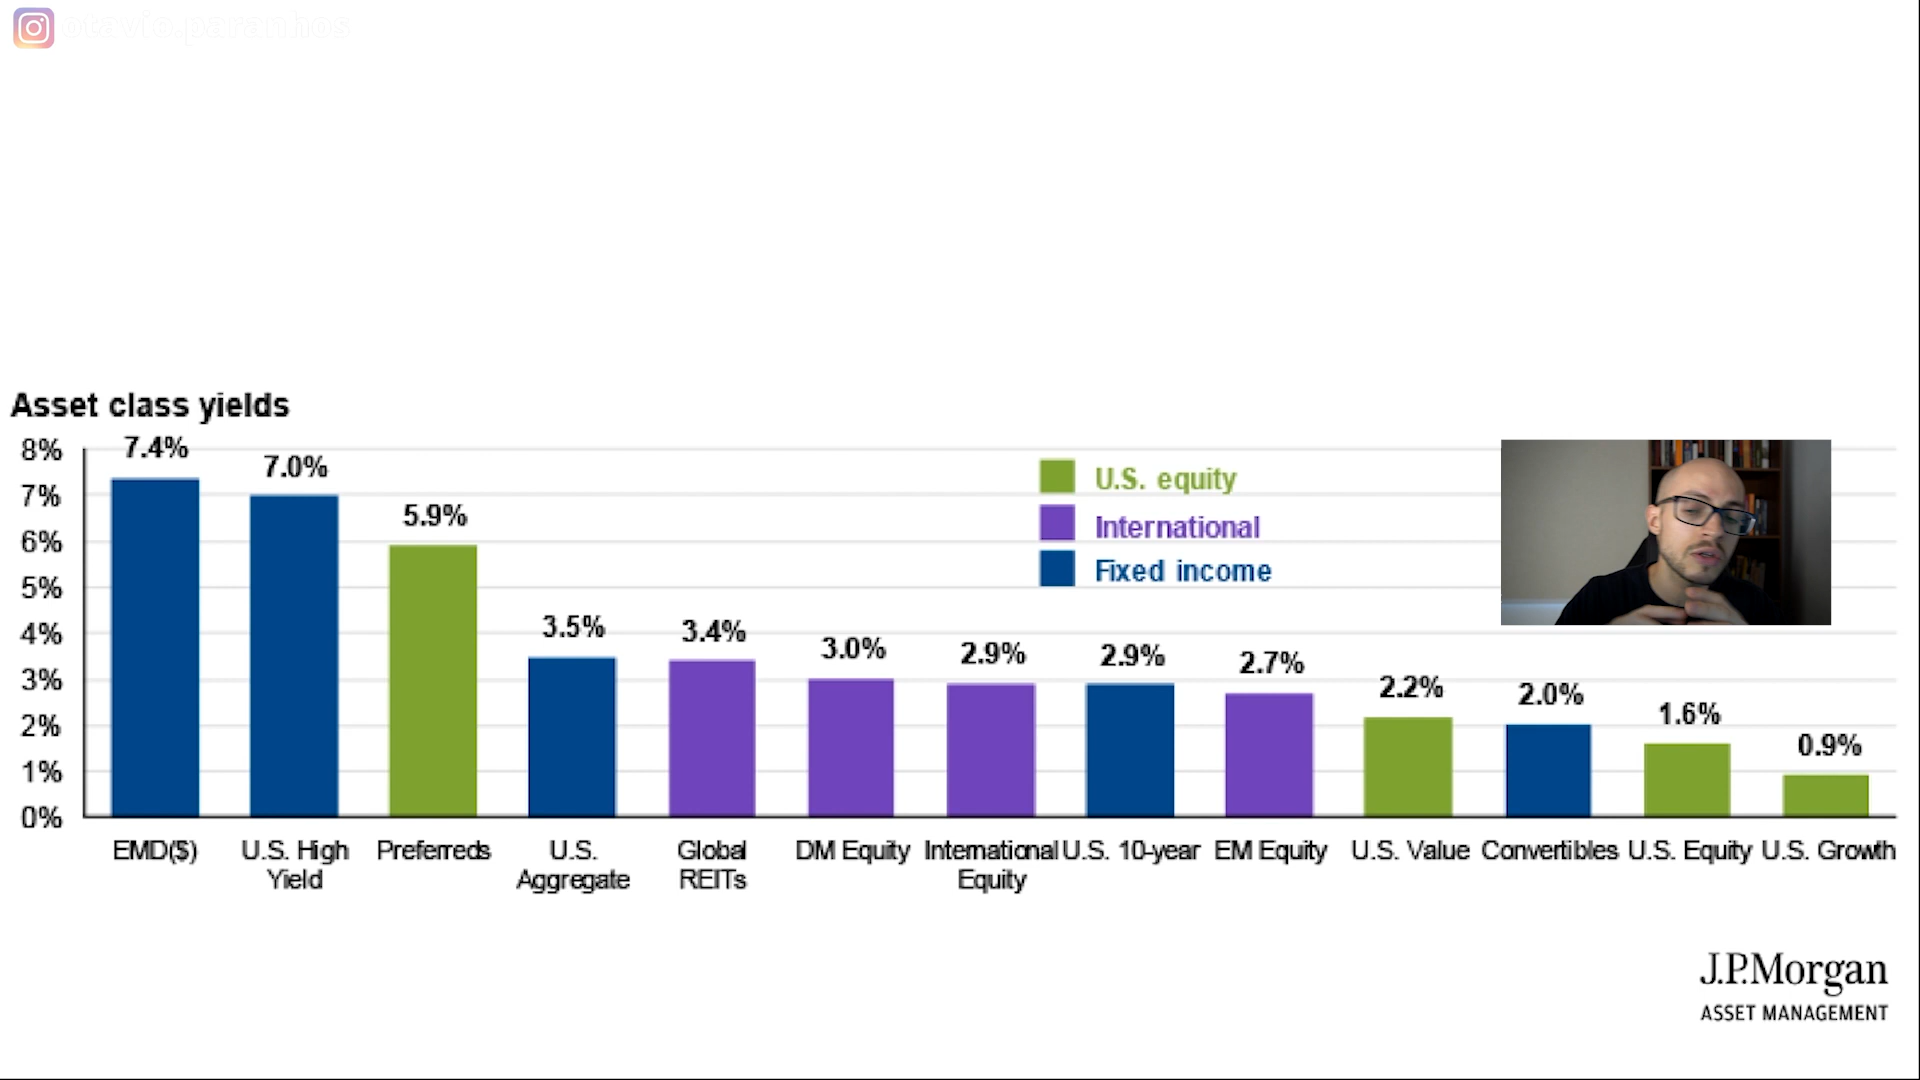 otavio.paranhos
Asset class yields
8%
7%
6%
5%
4%
3%
2%
1%
0%
7.4%
7.0%
5.9%
3.5%
3.4%
3.0%
2.9%
2.9%
2.7%
2.2%
2.0%
1.6%
0.9%
U.S. equity
International
Fixed income
EMD($)
U.S. High
Yield
Preferreds
U.S.
Aggregate
Global
REITs
DM Equity
International
Equity
U.S. 10-year
EM Equity
U.S. Value
Convertibles
U.S. Equity
U.S. Growth
J.P.Morgan
ASSET MANAGEMENT